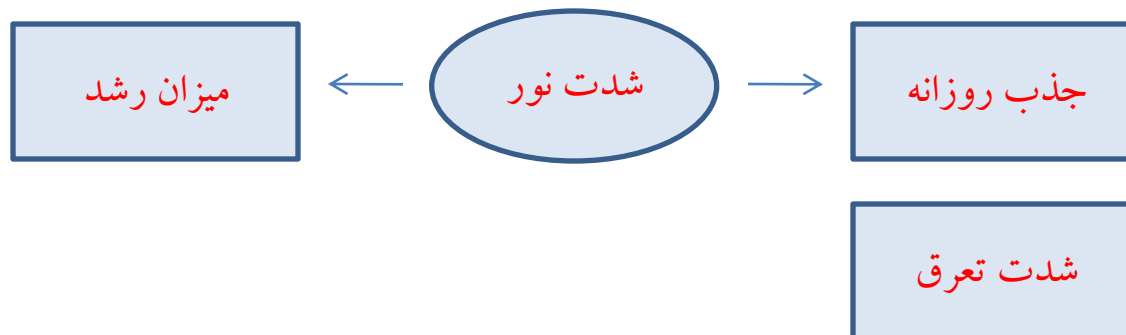 جذب روزانه
شدت نور
میزان رشد
شدت تعرق